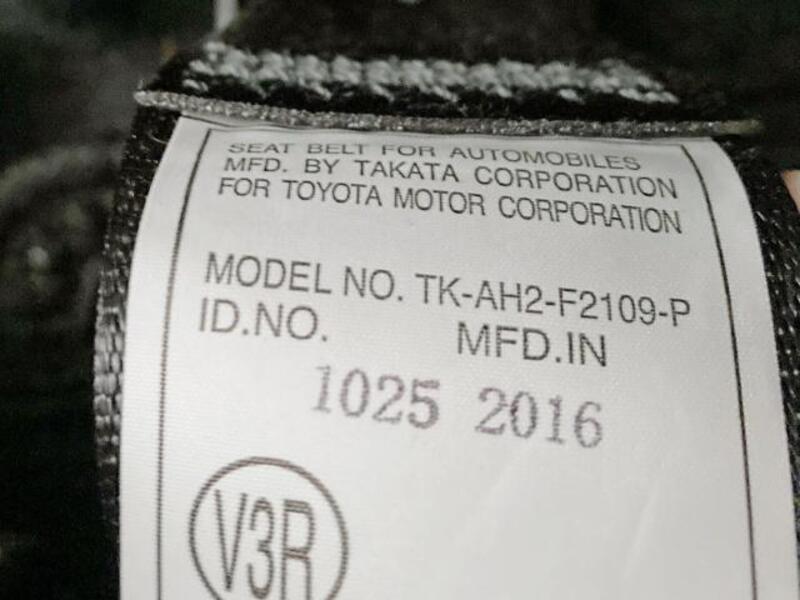 SEAT BELT FOR AUTOMOBILES
MFD. BY TAKATA CORPORATION
FOR TOYOTA MOTOR CORPORATION
MODEL NO. TK-AH2-F2109-P
ID.NO. MFD.IN
1025 2016
V3R